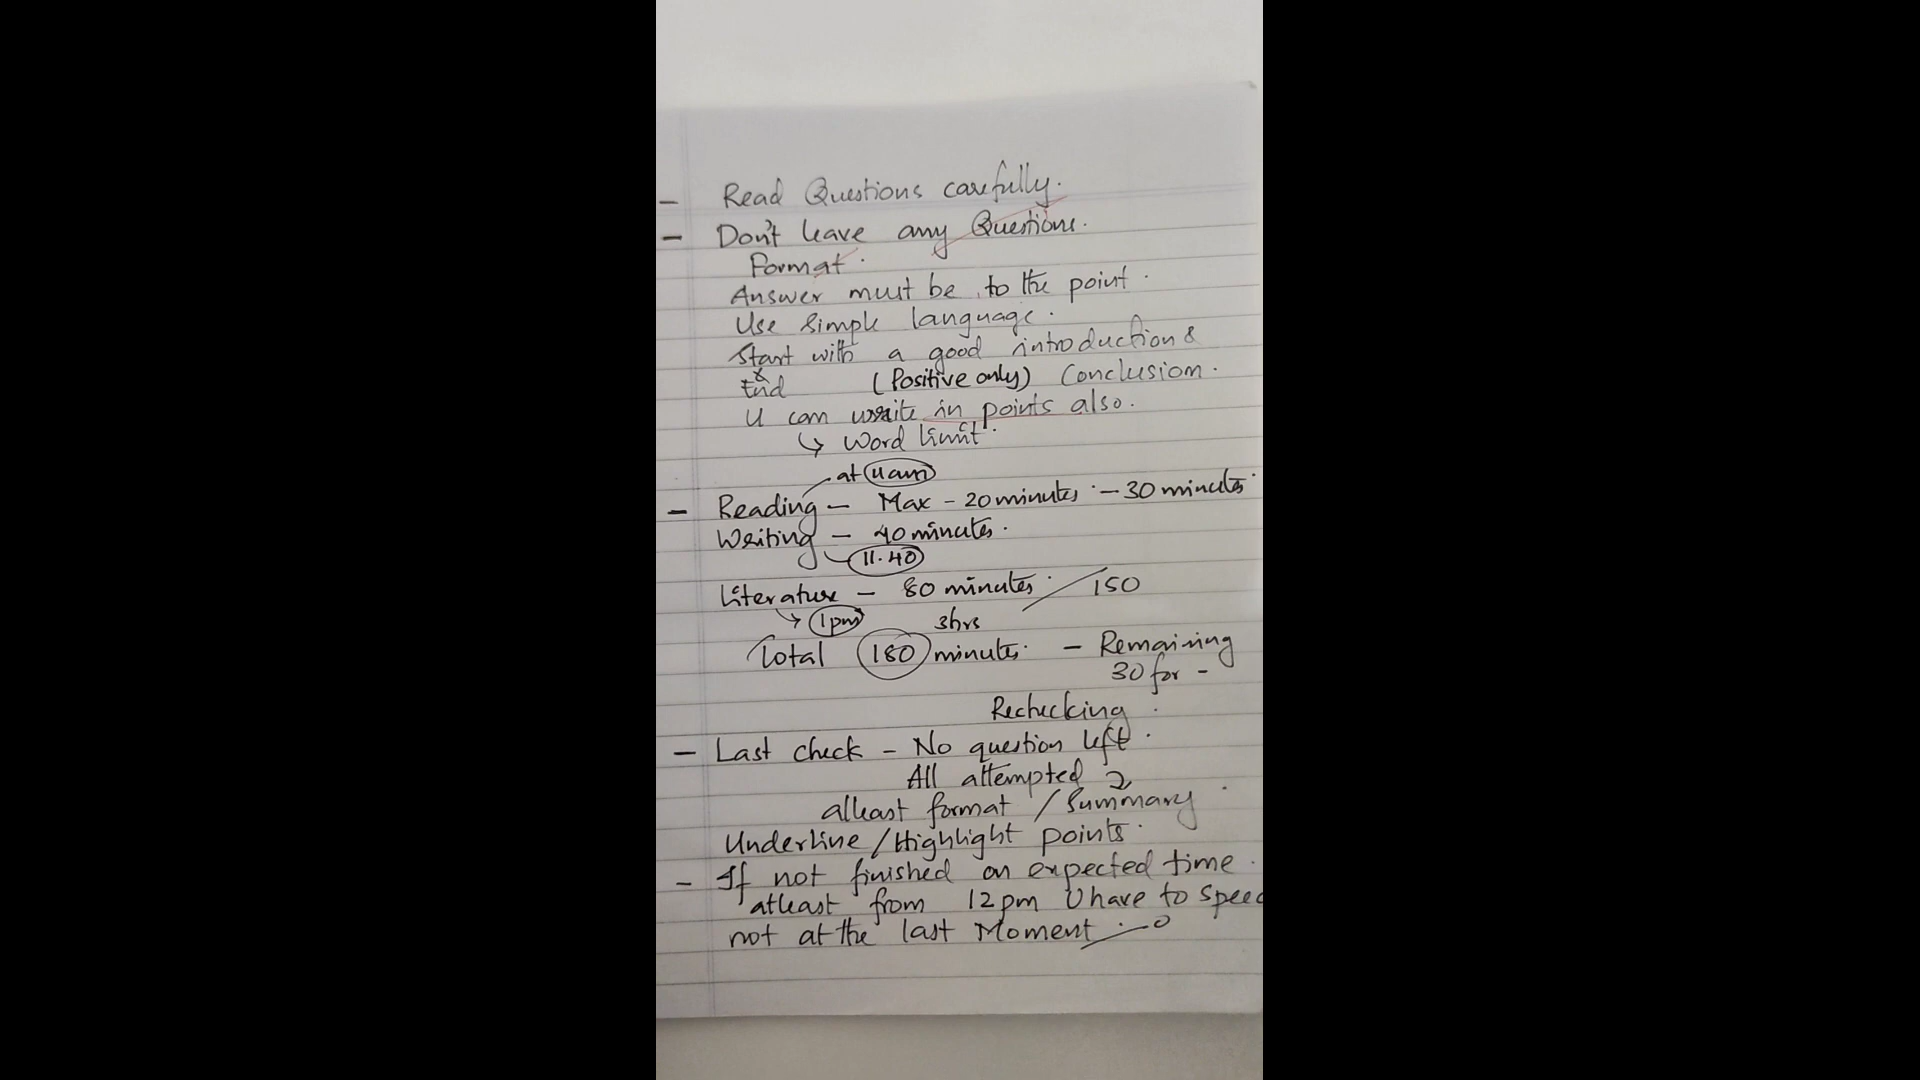 - Read Questions carefully.
- Don't leave any Questions.
Format.
Answer must be to the point.
Use simple language.
Start with a good introduction &
& End (Positive only) Conclusion.
U can write in points also.
↳ Word limit.
at 11am
- Reading - Max - 20 minutes - 30 minutes
Writing - 40 minutes.
11.40
Literature - 80 minutes. / 150
→ 1pm 3hrs
Total 180 minutes. - Remaining
30 for -
Rechecking.
- Last check - No question left.
All attempted
atleast format / Summary.
Underline / Highlight points.
- If not finished on expected time.
atleast from 12pm U have to Speed
not at the last Moment.